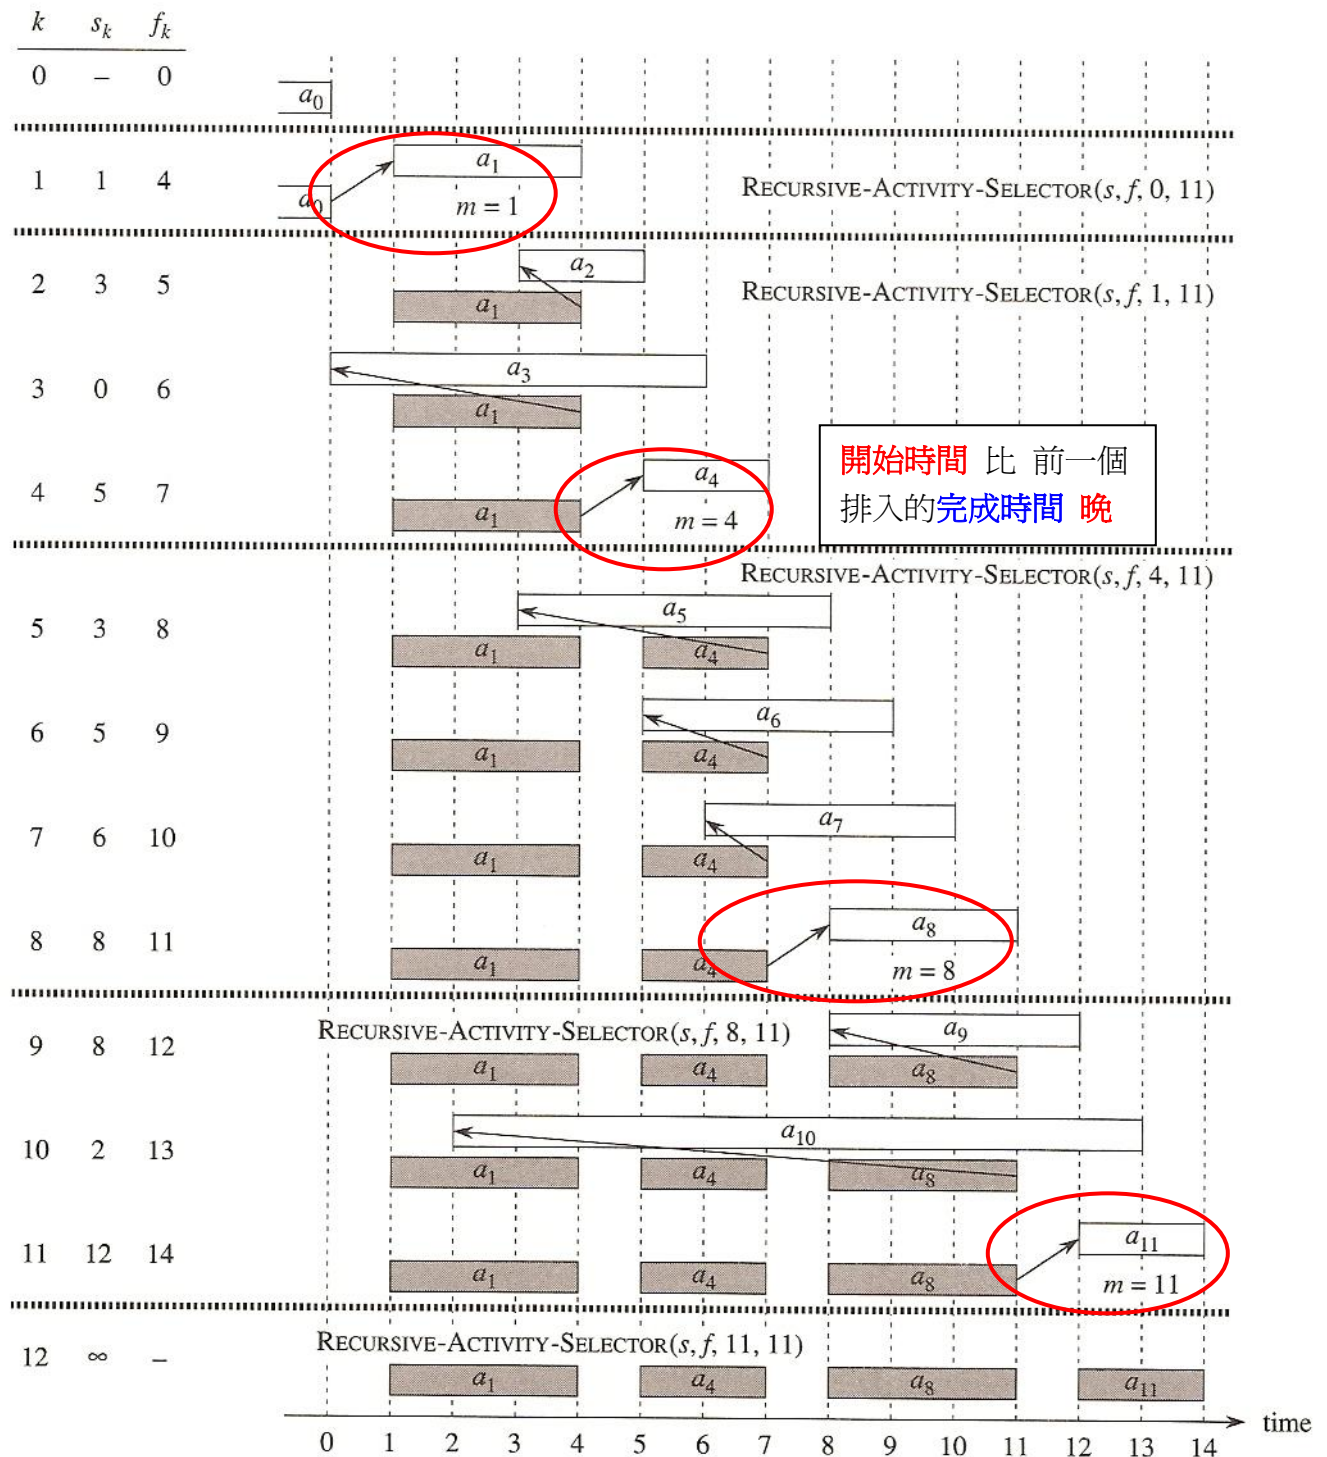 k s_k f_k
0 – 0
a_0
1 1 4
a_1
a_0
m = 1
RECURSIVE-ACTIVITY-SELECTOR(s, f, 0, 11)
2 3 5
a_2
a_1
RECURSIVE-ACTIVITY-SELECTOR(s, f, 1, 11)
3 0 6
a_3
a_1
4 5 7
a_4
a_1
m = 4
開始時間 比 前一個
排入的完成時間 晚
RECURSIVE-ACTIVITY-SELECTOR(s, f, 4, 11)
5 3 8
a_5
a_1 a_4
6 5 9
a_6
a_1 a_4
7 6 10
a_7
a_1 a_4
8 8 11
a_8
a_1 a_4
m = 8
RECURSIVE-ACTIVITY-SELECTOR(s, f, 8, 11)
9 8 12
a_9
a_1 a_4 a_8
10 2 13
a_10
a_1 a_4 a_8
11 12 14
a_11
a_1 a_4 a_8
m = 11
RECURSIVE-ACTIVITY-SELECTOR(s, f, 11, 11)
12 ∞ –
a_1 a_4 a_8 a_11
time
0 1 2 3 4 5 6 7 8 9 10 11 12 13 14